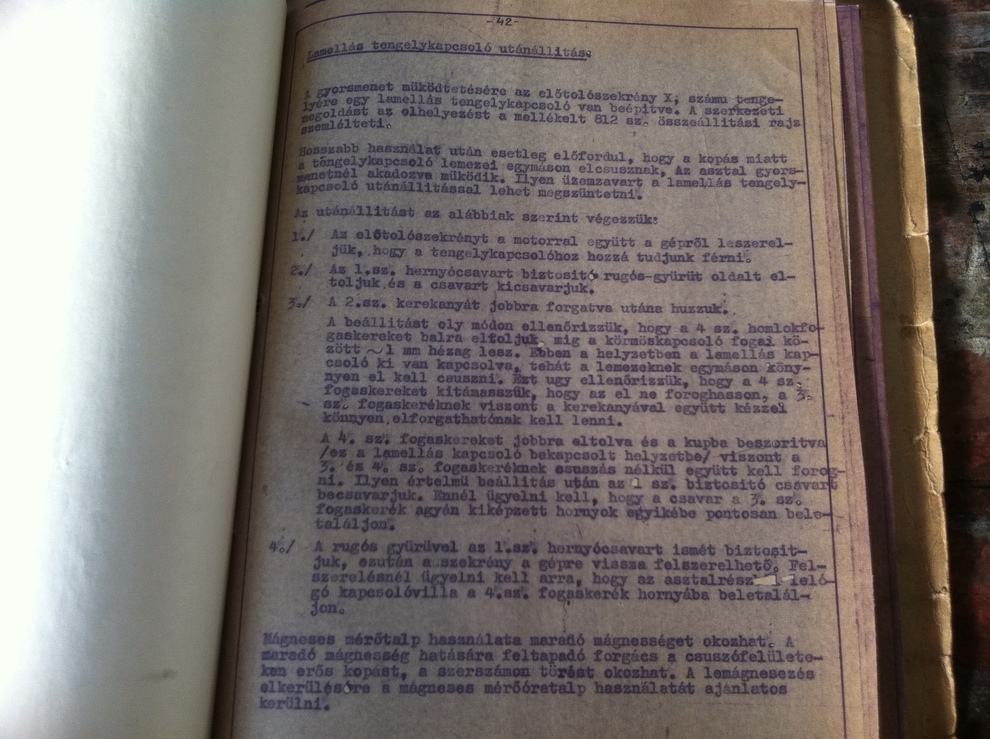 -42-
Lamellás tengelykapcsoló utánállitás.
A gyorsmenet működtetésére az előtolószekrény X. számu tenge-
lyére egy lamellás tengelykapcsoló van beépitve. A szerkezeti
megoldást az elhelyezést a mellékelt 812 sz. összeállitási rajz
szemlélteti.
Hosszabb használat után esetleg előfordul, hogy a kopás miatt
a tengelykapcsoló lemezei egymáson elcsusznak, Az asztal gyors-
menetnél akadozva működik. Ilyen üzemzavart a lamellás tengely-
kapcsoló utánállitással lehet megszüntetni.
Az utánállitást az alábbiak szerint végezzük:
1./ Az előtolószekrényt a motorral együtt a gépről leszerel-
jük, hogy a tengelykapcsolóhoz hozzá tudjunk férni.
2./ Az 1.sz. hernyócsavart biztositó rugós-gyürüt oldalt el-
toljuk és a csavart kicsavarjuk.
3./ A 2.sz. kerekanyát jobbra forgatva utána huzzuk.
A beállitást oly módon ellenőrizzük, hogy a 4 sz. homlokfo-
gaskereket balra eltoljuk, mig a körmöskapcsoló fogai kö-
zött ~1 mm hézag lesz. Ebben a helyzetben a lamellás kap-
csoló ki van kapcsolva, tehát a lemezeknek egymáson köny-
nyen el kell csuszni. Ezt ugy ellenőrizzük, hogy a 4 sz.
fogaskereket kitámasszük, hogy az el ne foroghasson, a 3.
sz. fogaskeréknek viszont a kerekanyával együtt kézzel
könnyen elforgathatónak kell lenni.
A 4. sz. fogaskereket jobbra eltolva és a kupba beszoritva
/ez a lamellás kapcsoló bekapcsolt helyzetbe/ viszont a
3. és 4. sz. fogaskeréknek csuszás nélkül együtt kell forog-
ni. Ilyen értelmű beállitás után az 1 sz. biztositó csavart
becsavarjuk. Ennél ügyelni kell, hogy a csavar a 3. sz.
fogaskerék agyán kiképzett hornyok egyikébe pontosan bele-
találjon.
4./ A rugós gyürüvel az 1.sz. hernyócsavart ismét biztosit-
juk, ezután a szekrény a gépre vissza felszerelhető. Fel-
szerelésnél ügyelni kell arra, hogy az asztalrész leló-
gó kapcsolóvilla a 4.sz. fogaskerék hornyába beletalál-
jon.
Mágneses mérőtalp használata maradó mágnességet okozhat. A
maradó mágnesség hatására feltapadó forgács a csuszófelülete-
ken erős kopást, a szerszámon törést okozhat. A lemágnesezés
elkerülésére a mágneses mérőóretalp használatát ajánlatos
kerülni.